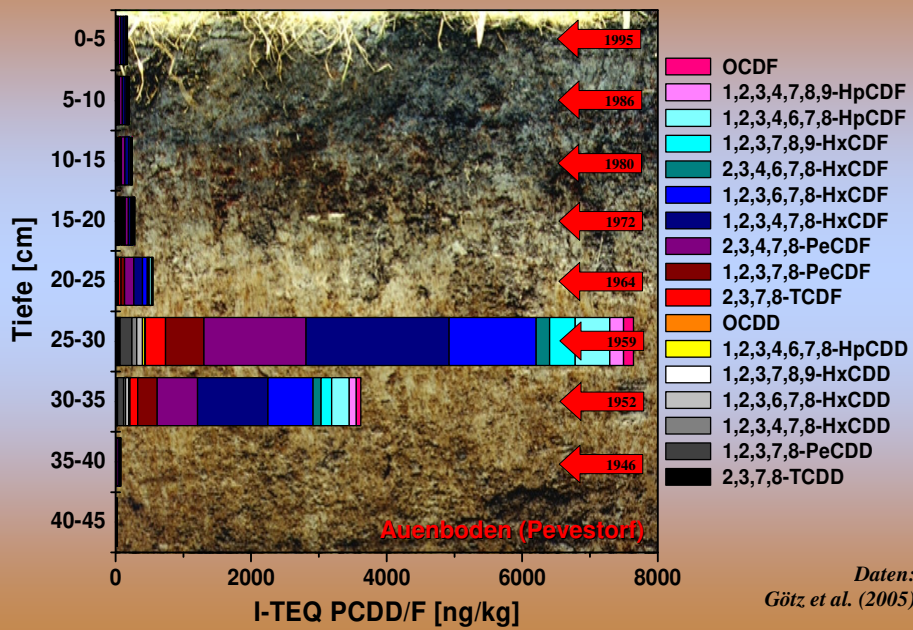 Tiefe [cm]
0-5
5-10
10-15
15-20
20-25
25-30
30-35
35-40
40-45
1995
1986
1980
1972
1964
1959
1952
1946
Auenboden (Pevestorf)
0
2000
4000
6000
8000
I-TEQ PCDD/F [ng/kg]
OCDF
1,2,3,4,7,8,9-HpCDF
1,2,3,4,6,7,8-HpCDF
1,2,3,7,8,9-HxCDF
2,3,4,6,7,8-HxCDF
1,2,3,6,7,8-HxCDF
1,2,3,4,7,8-HxCDF
2,3,4,7,8-PeCDF
1,2,3,7,8-PeCDF
2,3,7,8-TCDF
OCDD
1,2,3,4,6,7,8-HpCDD
1,2,3,7,8,9-HxCDD
1,2,3,6,7,8-HxCDD
1,2,3,4,7,8-HxCDD
1,2,3,7,8-PeCDD
2,3,7,8-TCDD
Daten:
Götz et al. (2005)